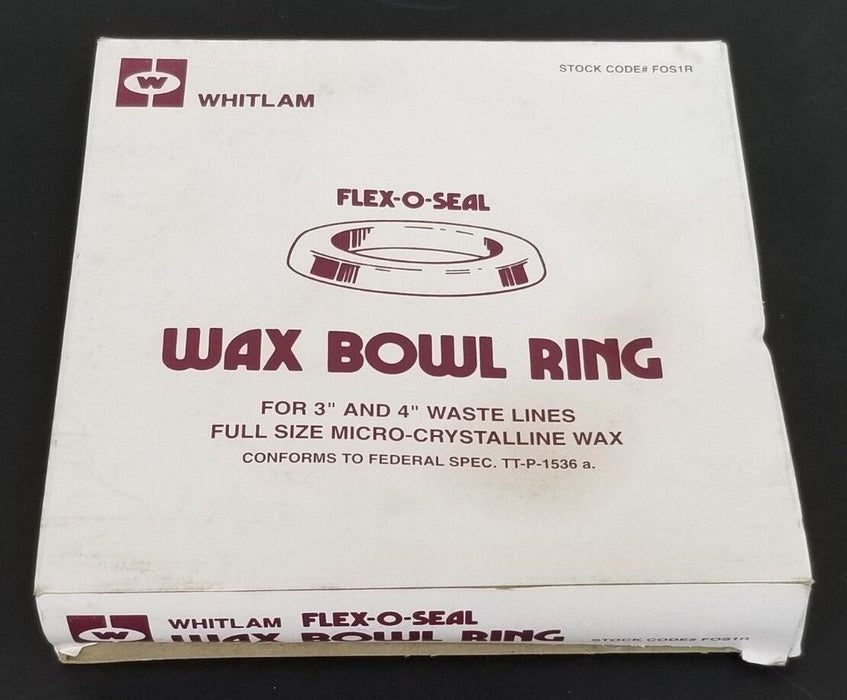 STOCK CODE# FOS1R
W
WHITLAM
FLEX-O-SEAL
WAX BOWL RING
FOR 3" AND 4" WASTE LINES
FULL SIZE MICRO-CRYSTALLINE WAX
CONFORMS TO FEDERAL SPEC. TT-P-1536 a.
W
WHITLAM FLEX-O-SEAL
WAX BOWL RING
STOCK CODE# FOS1R